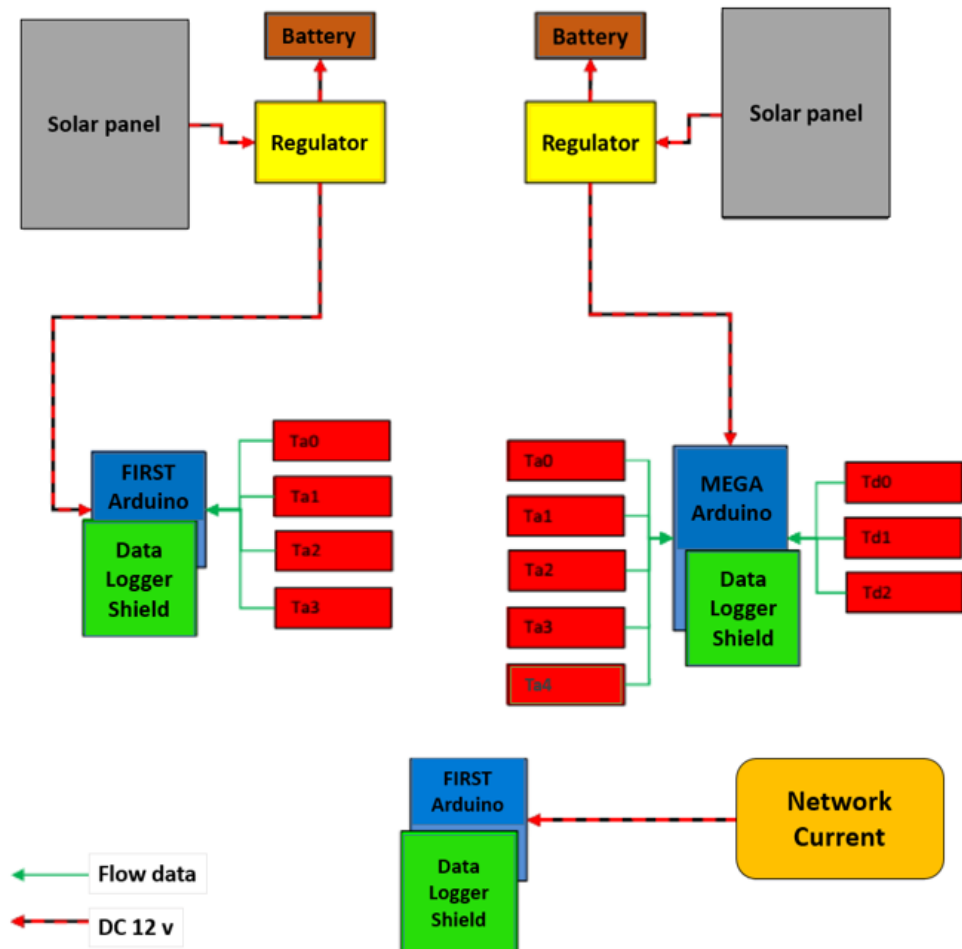 Solar panel
Battery
Regulator
Battery
Regulator
Solar panel
FIRST
Arduino
Data
Logger
Shield
Ta0
Ta1
Ta2
Ta3
Ta0
Ta1
Ta2
Ta3
Ta4
MEGA
Arduino
Data
Logger
Shield
Td0
Td1
Td2
FIRST
Arduino
Data
Logger
Shield
Network
Current
Flow data
DC 12 v